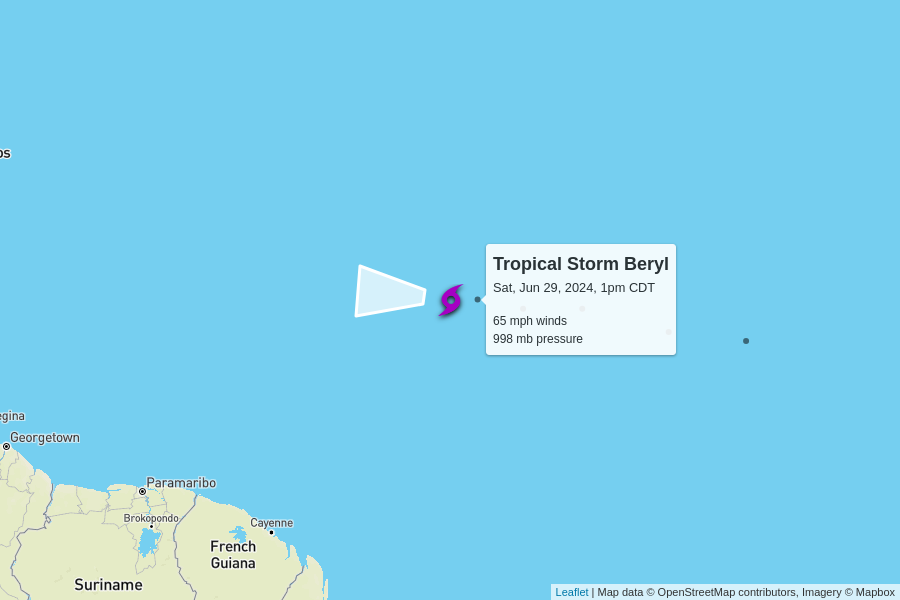 os
Tropical Storm Beryl
Sat, Jun 29, 2024, 1pm CDT
65 mph winds
998 mb pressure
egina
Georgetown
Paramaribo
Brokopondo
Cayenne
French
Guiana
Suriname
Leaflet | Map data © OpenStreetMap contributors, Imagery © Mapbox